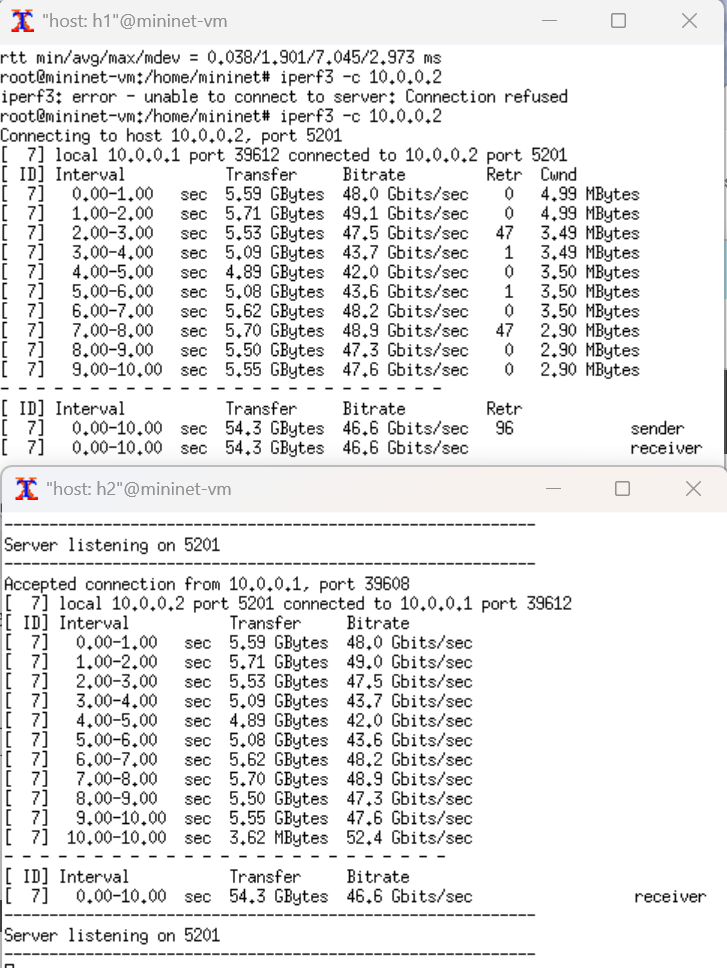 "host: h1"@mininet-vm
rtt min/avg/max/mdev = 0.038/1.901/7.045/2.973 ms
root@mininet-vm:/home/mininet# iperf3 -c 10.0.0.2
iperf3: error - unable to connect to server: Connection refused
root@mininet-vm:/home/mininet# iperf3 -c 10.0.0.2
Connecting to host 10.0.0.2, port 5201
[  7] local 10.0.0.1 port 39612 connected to 10.0.0.2 port 5201
[ ID] Interval           Transfer     Bitrate         Retr  Cwnd
[  7]   0.00-1.00   sec  5.59 GBytes  48.0 Gbits/sec    0   4.99 MBytes
[  7]   1.00-2.00   sec  5.71 GBytes  49.1 Gbits/sec    0   4.99 MBytes
[  7]   2.00-3.00   sec  5.53 GBytes  47.5 Gbits/sec   47   3.49 MBytes
[  7]   3.00-4.00   sec  5.09 GBytes  43.7 Gbits/sec    1   3.49 MBytes
[  7]   4.00-5.00   sec  4.89 GBytes  42.0 Gbits/sec    0   3.50 MBytes
[  7]   5.00-6.00   sec  5.08 GBytes  43.6 Gbits/sec    1   3.50 MBytes
[  7]   6.00-7.00   sec  5.62 GBytes  48.2 Gbits/sec    0   3.50 MBytes
[  7]   7.00-8.00   sec  5.70 GBytes  48.9 Gbits/sec   47   2.90 MBytes
[  7]   8.00-9.00   sec  5.50 GBytes  47.3 Gbits/sec    0   2.90 MBytes
[  7]   9.00-10.00  sec  5.55 GBytes  47.6 Gbits/sec    0   2.90 MBytes
- - - - - - - - - - - - - - - - - - - - - - - - -
[ ID] Interval           Transfer     Bitrate         Retr
[  7]   0.00-10.00  sec  54.3 GBytes  46.6 Gbits/sec   96             sender
[  7]   0.00-10.00  sec  54.3 GBytes  46.6 Gbits/sec                  receiver
"host: h2"@mininet-vm
-----------------------------------------------------------
Server listening on 5201
-----------------------------------------------------------
Accepted connection from 10.0.0.1, port 39608
[  7] local 10.0.0.2 port 5201 connected to 10.0.0.1 port 39612
[ ID] Interval           Transfer     Bitrate
[  7]   0.00-1.00   sec  5.59 GBytes  48.0 Gbits/sec
[  7]   1.00-2.00   sec  5.71 GBytes  49.0 Gbits/sec
[  7]   2.00-3.00   sec  5.53 GBytes  47.5 Gbits/sec
[  7]   3.00-4.00   sec  5.09 GBytes  43.7 Gbits/sec
[  7]   4.00-5.00   sec  4.89 GBytes  42.0 Gbits/sec
[  7]   5.00-6.00   sec  5.08 GBytes  43.6 Gbits/sec
[  7]   6.00-7.00   sec  5.62 GBytes  48.2 Gbits/sec
[  7]   7.00-8.00   sec  5.70 GBytes  48.9 Gbits/sec
[  7]   8.00-9.00   sec  5.50 GBytes  47.3 Gbits/sec
[  7]   9.00-10.00  sec  5.55 GBytes  47.6 Gbits/sec
[  7]  10.00-10.00  sec  3.62 MBytes  52.4 Gbits/sec
- - - - - - - - - - - - - - - - - - - - - - - - -
[ ID] Interval           Transfer     Bitrate
[  7]   0.00-10.00  sec  54.3 GBytes  46.6 Gbits/sec                  receiver
-----------------------------------------------------------
Server listening on 5201
-----------------------------------------------------------